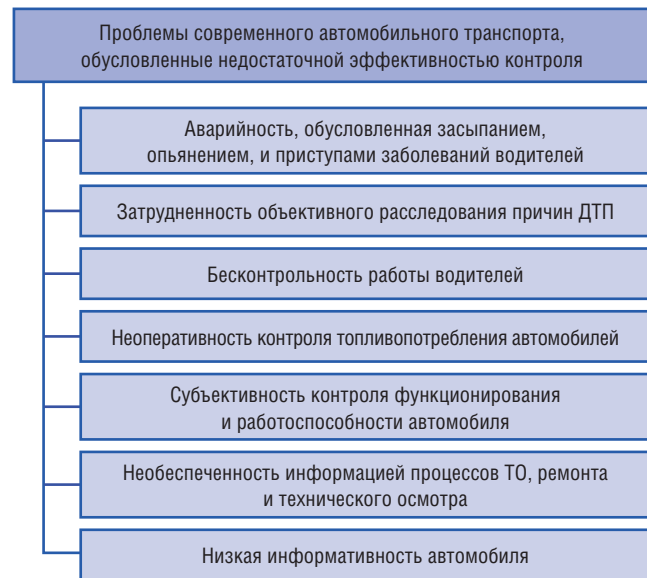 Проблемы современного автомобильного транспорта,
обусловленные недостаточной эффективностью контроля
Аварийность, обусловленная засыпанием,
опьянением, и приступами заболеваний водителей
Затрудненность объективного расследования причин ДТП
Бесконтрольность работы водителей
Неоперативность контроля топливопотребления автомобилей
Субъективность контроля функционирования
и работоспособности автомобиля
Необеспеченность информацией процессов ТО, ремонта
и технического осмотра
Низкая информативность автомобиля